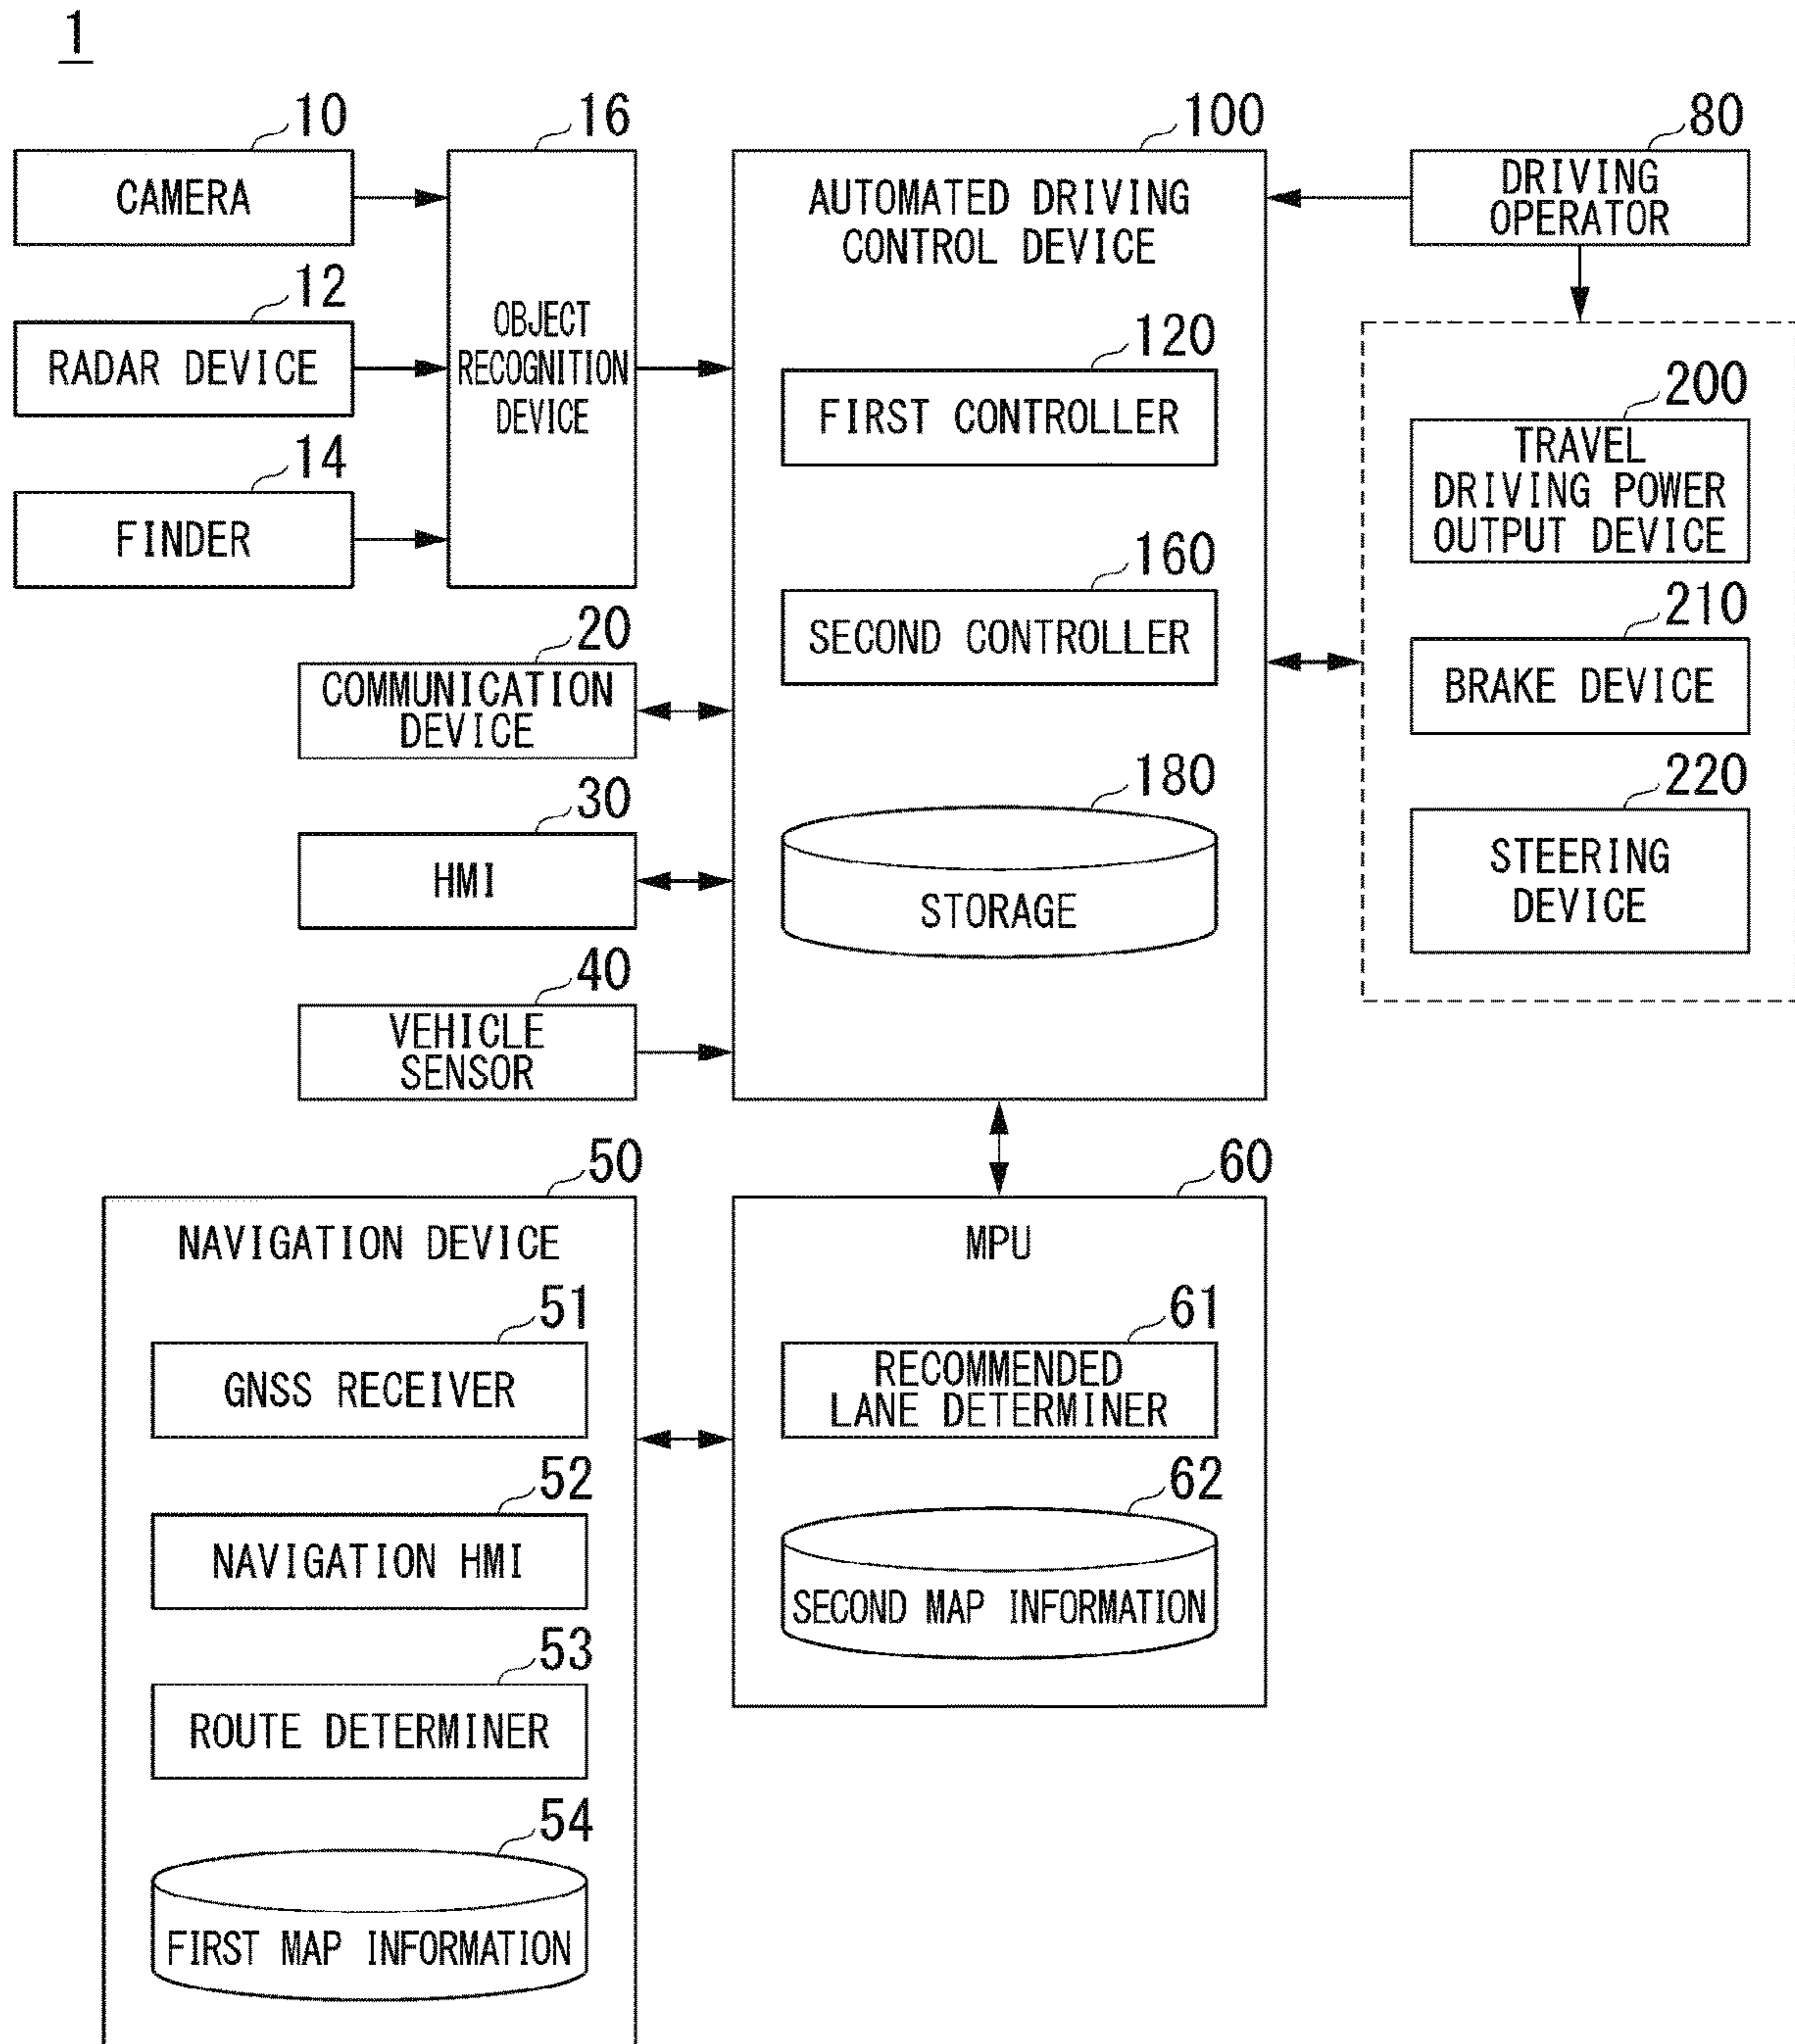 1
10
CAMERA
12
RADAR DEVICE
14
FINDER
16
OBJECT
RECOGNITION
DEVICE
20
COMMUNICATION
DEVICE
30
HMI
40
VEHICLE
SENSOR
100
AUTOMATED DRIVING
CONTROL DEVICE
120
FIRST CONTROLLER
160
SECOND CONTROLLER
180
STORAGE
80
DRIVING
OPERATOR
200
TRAVEL
DRIVING POWER
OUTPUT DEVICE
210
BRAKE DEVICE
220
STEERING
DEVICE
50
NAVIGATION DEVICE
51
GNSS RECEIVER
52
NAVIGATION HMI
53
ROUTE DETERMINER
54
FIRST MAP INFORMATION
60
MPU
61
RECOMMENDED
LANE DETERMINER
62
SECOND MAP INFORMATION